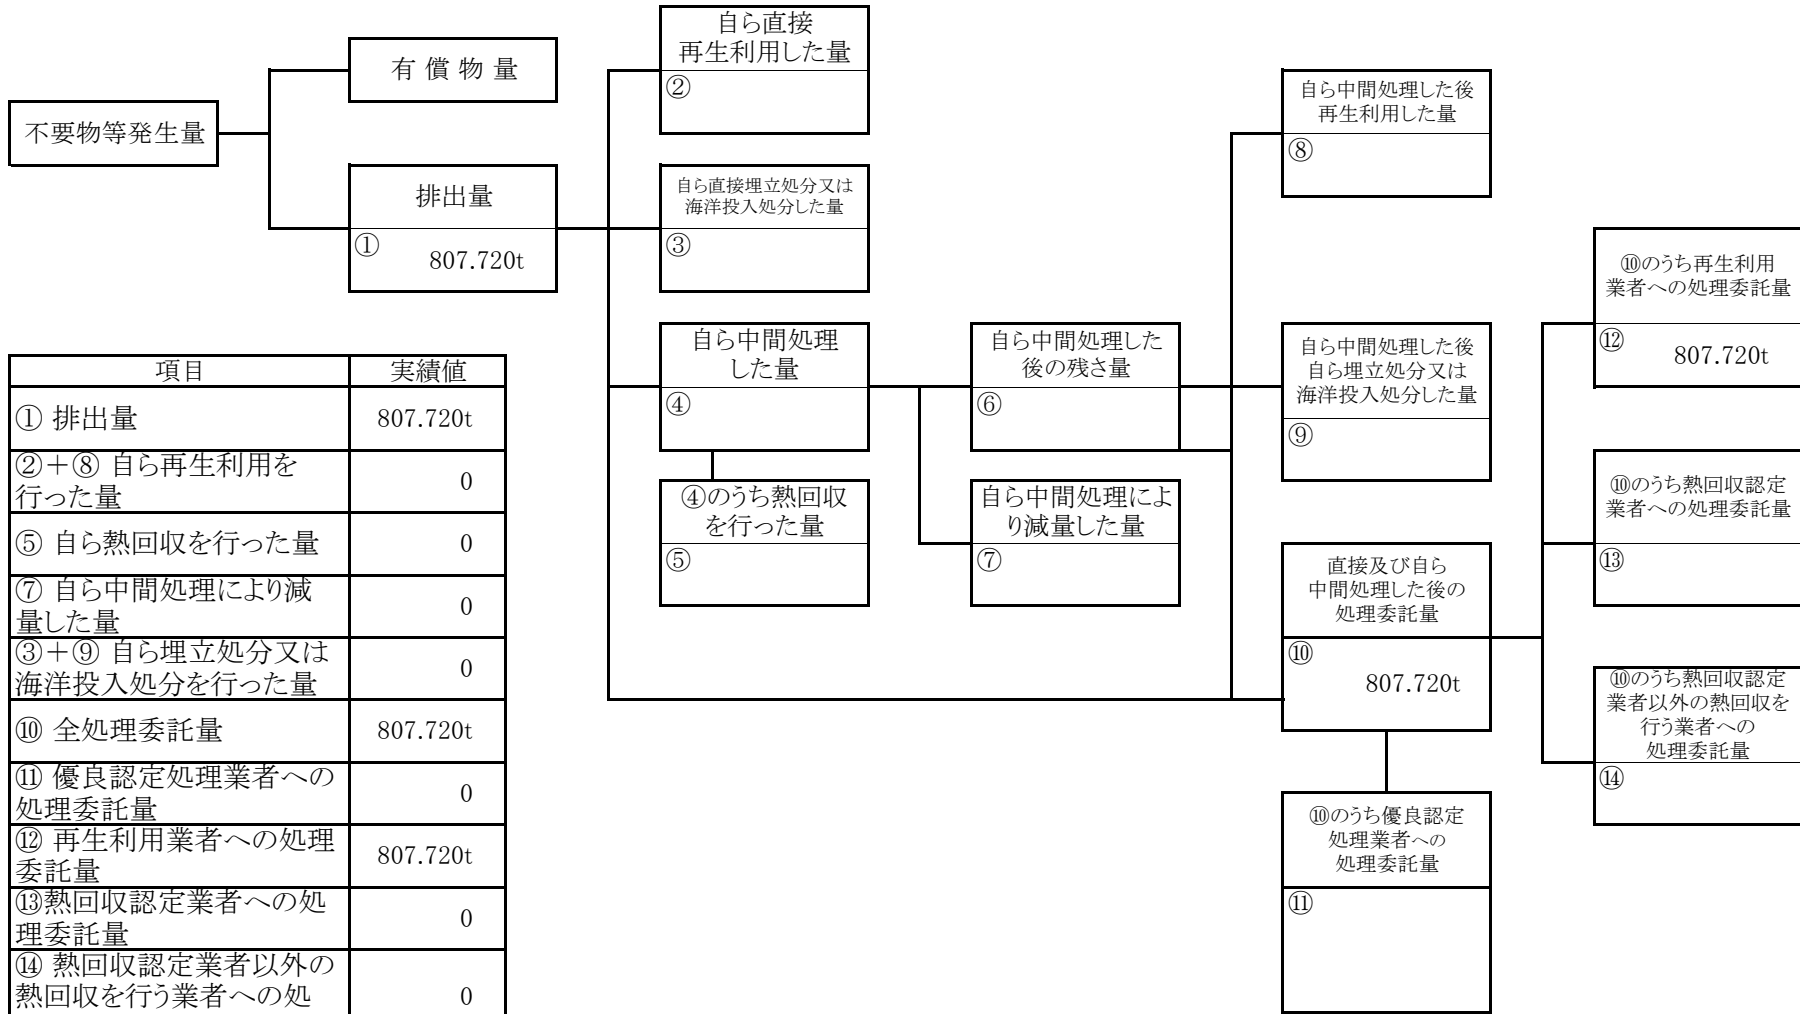 不要物等発生量
有 償 物 量
排出量
①
807.720t
自ら直接
再生利用した量
②
自ら直接埋立処分又は
海洋投入処分した量
③
自ら中間処理
した量
④
④のうち熱回収
を行った量
⑤
自ら中間処理した
後の残さ量
⑥
自ら中間処理によ
り減量した量
⑦
自ら中間処理した後
再生利用した量
⑧
自ら中間処理した後
自ら埋立処分又は
海洋投入処分した量
⑨
直接及び自ら
中間処理した後の
処理委託量
⑩
807.720t
⑩のうち優良認定
処理業者への
処理委託量
⑪
⑩のうち再生利用
業者への処理委託量
⑫
807.720t
⑩のうち熱回収認定
業者への処理委託量
⑬
⑩のうち熱回収認定
業者以外の熱回収を
行う業者への
処理委託量
⑭
項目 実績値
① 排出量 807.720t
②＋⑧ 自ら再生利用を
行った量 0
⑤ 自ら熱回収を行った量 0
⑦ 自ら中間処理により減
量した量 0
③＋⑨ 自ら埋立処分又は
海洋投入処分を行った量 0
⑩ 全処理委託量 807.720t
⑪ 優良認定処理業者への
処理委託量 0
⑫ 再生利用業者への処理
委託量 807.720t
⑬熱回収認定業者への処
理委託量 0
⑭ 熱回収認定業者以外の
熱回収を行う業者への処 0